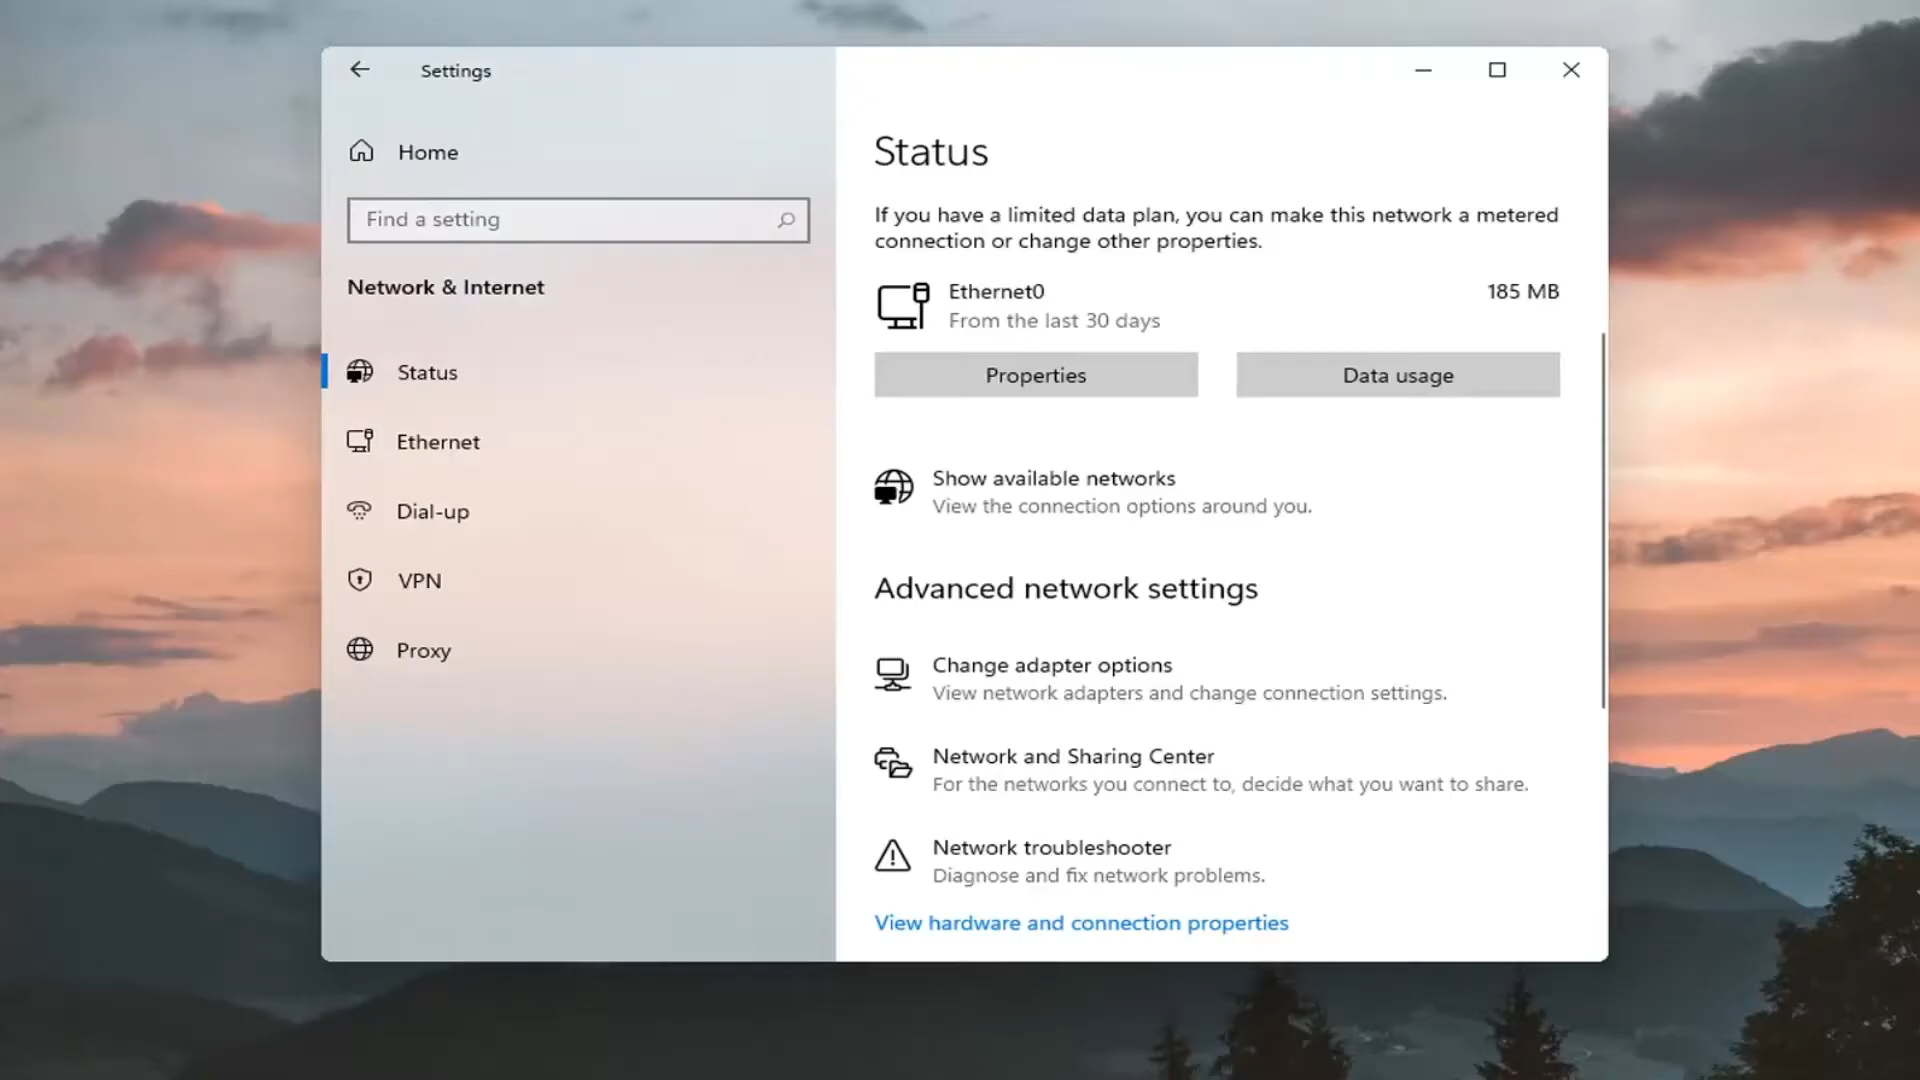 Settings
Home
Find a setting
Network & Internet
Status
Ethernet
Dial-up
VPN
Proxy
Status
If you have a limited data plan, you can make this network a metered
connection or change other properties.
Ethernet0
185 MB
From the last 30 days
Properties
Data usage
Show available networks
View the connection options around you.
Advanced network settings
Change adapter options
View network adapters and change connection settings.
Network and Sharing Center
For the networks you connect to, decide what you want to share.
Network troubleshooter
Diagnose and fix network problems.
View hardware and connection properties